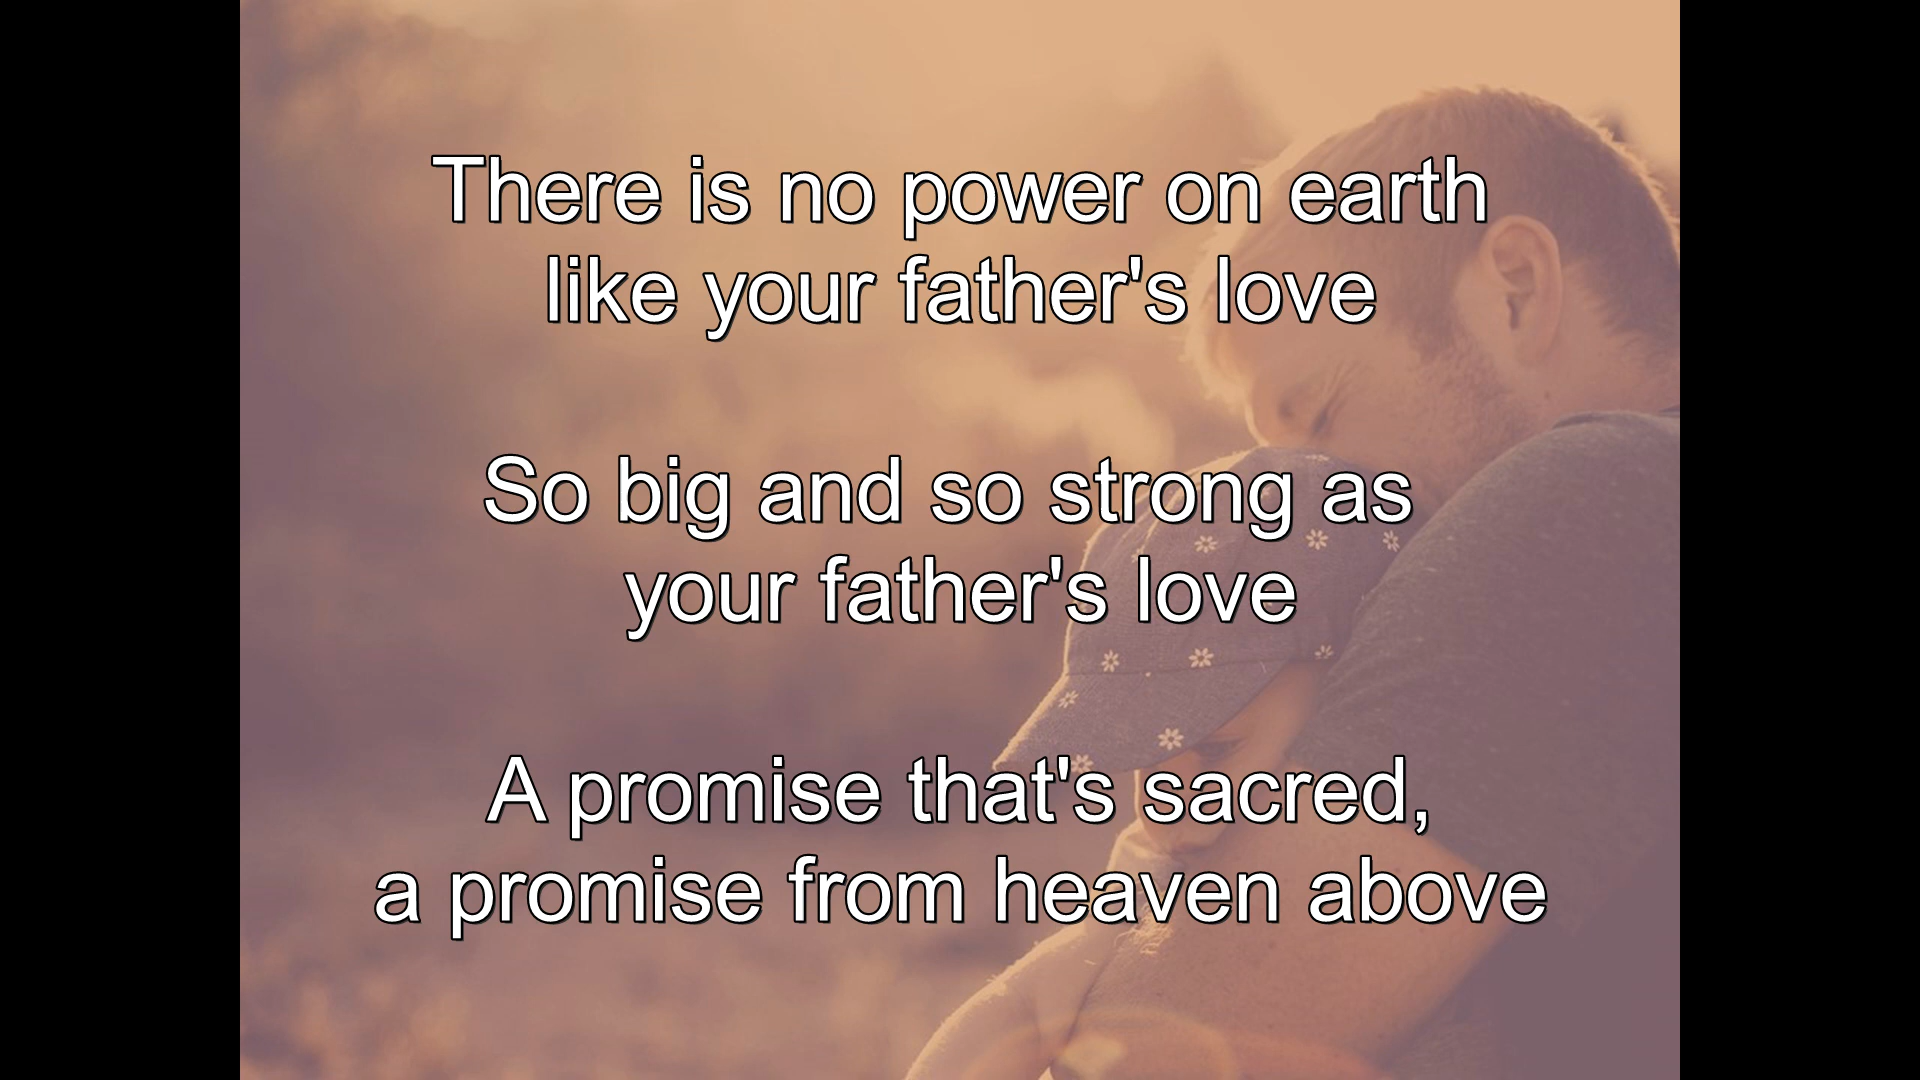 There is no power on earth
like your father's love
So big and so strong as
your father's love
A promise that's sacred,
a promise from heaven above